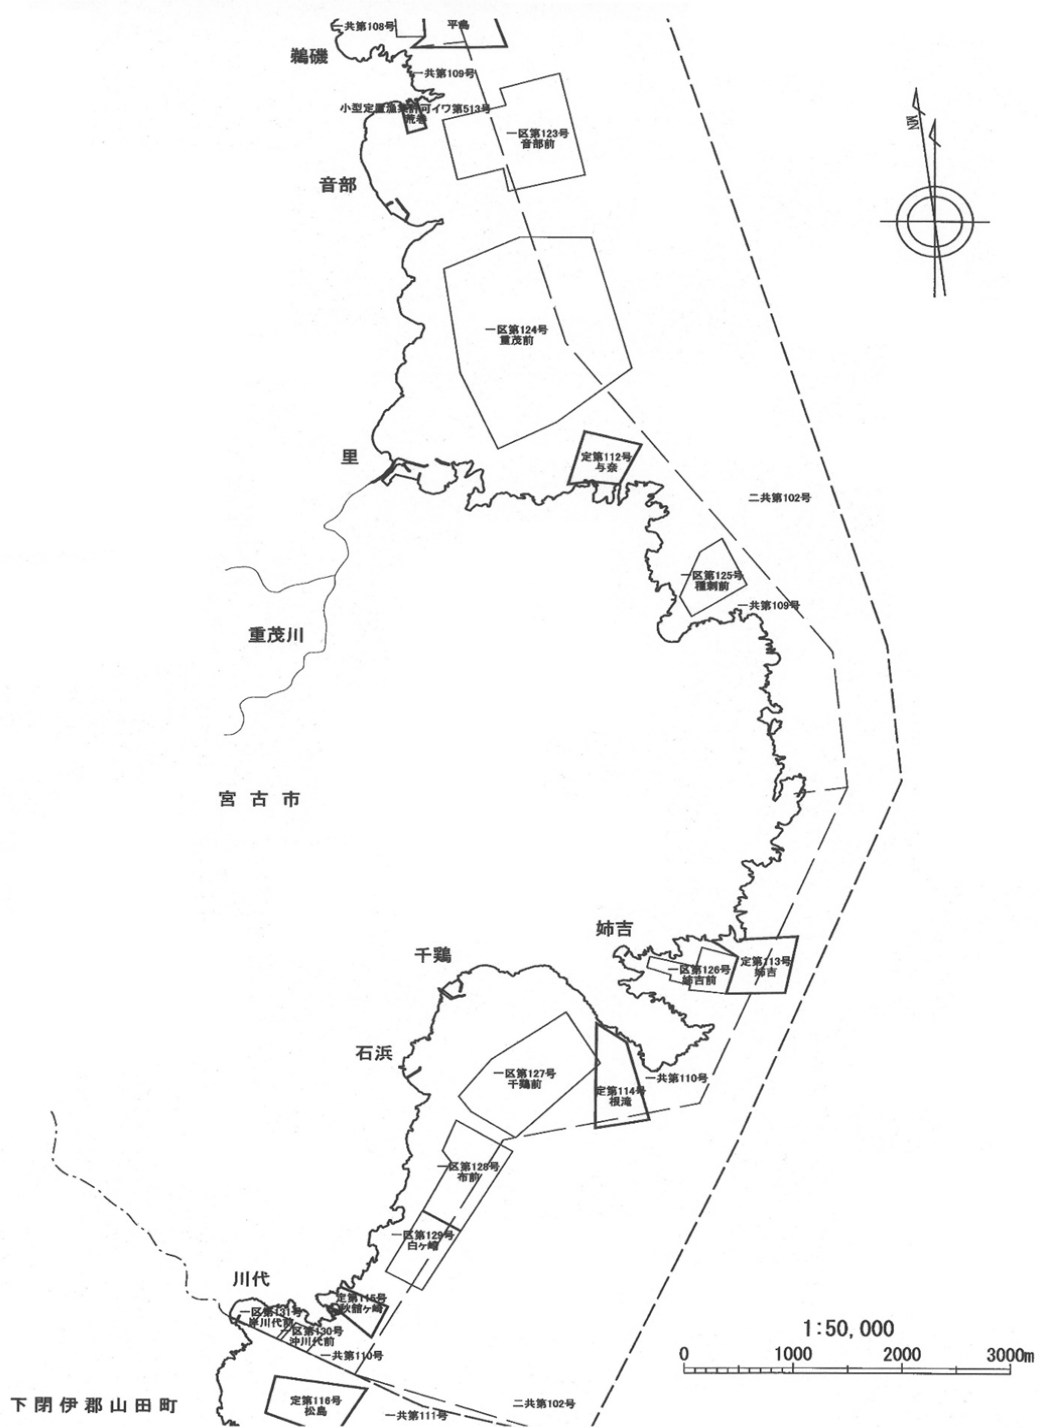 一共第108号
平島
鵜磯
一共第109号
小型定置漁業許可イワ第513号
荒巻
一区第123号
音部前
MN
音部
一区第124号
重茂前
里
定第112号
与奈
二共第102号
一区第125号
種刺前
一共第109号
重茂川
宮古市
姉吉
千鶏
定第113号
姉吉
一区第126号
姉吉前
石浜
一区第127号
千鶏前
一共第110号
定第114号
根滝
一区第128号
布前
一区第129号
白ヶ崎
川代
定第115号
秋舘ヶ崎
一区第131号
岸川代前
一区第130号
沖川代前
一共第110号
1:50,000
0 1000 2000 3000m
下閉伊郡山田町
定第116号
松島
二共第102号
一共第111号